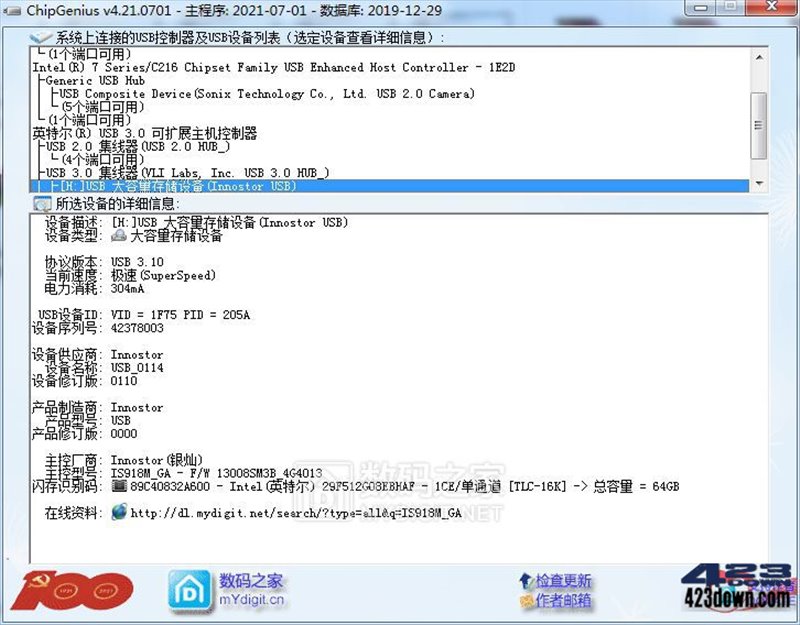 ChipGenius v4.21.0701 - 主程序: 2021-07-01 - 数据库: 2019-12-29
系统上连接的USB控制器及USB设备列表（选定设备查看详细信息）:
(1个端口可用)
Intel(R) 7 Series/C216 Chipset Family USB Enhanced Host Controller - 1E2D
Generic USB Hub
USB Composite Device(Sonix Technology Co., Ltd. USB 2.0 Camera)
(5个端口可用)
(1个端口可用)
英特尔(R) USB 3.0 可扩展主机控制器
USB 2.0 集线器(USB 2.0 HUB_)
(4个端口可用)
USB 3.0 集线器(VLI Labs, Inc. USB 3.0 HUB_)
[H:]USB 大容量存储设备(Innostor USB)
所选设备的详细信息:
设备描述: [H:]USB 大容量存储设备(Innostor USB)
设备类型: 大容量存储设备
协议版本: USB 3.10
当前速度: 极速(SuperSpeed)
电力消耗: 304mA
USB设备ID: VID = 1F75 PID = 205A
设备序列号: 42378003
设备供应商: Innostor
设备名称: USB_0114
设备修订版: 0110
产品制造商: Innostor
产品型号: USB
产品修订版: 0000
主控厂商: Innostor(银灿)
主控型号: IS918M_GA - F/W 13008SM3B_4G4013
闪存识别码: 89C40832A600 - Intel(英特尔) 29F512G08EBHAF - 1CE/单通道 [TLC-16K] -> 总容量 = 64GB
在线资料: http://dl.mydigit.net/search/?type=all&q=IS918M_GA
数码之家
MYDIGIT.NET
100
数码之家
mYdigit.cn
检查更新
作者邮箱
423
DOWN
423down.com